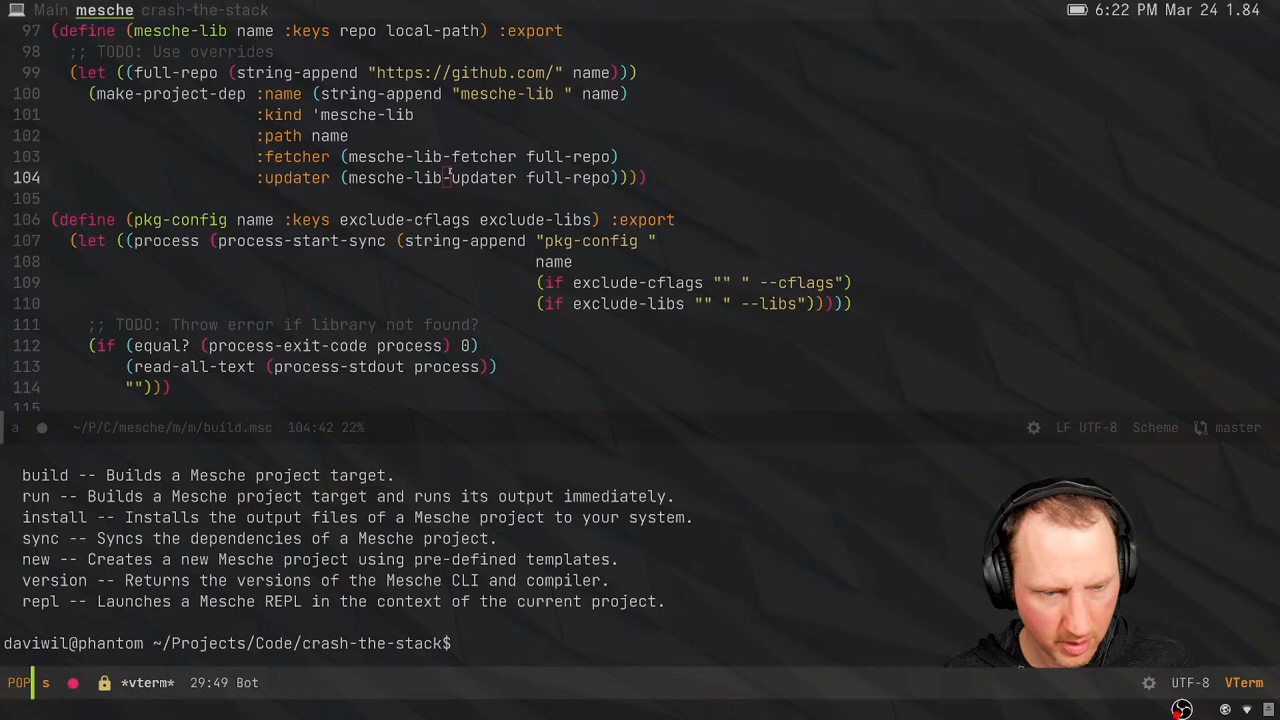 Main mesche crash-the-stack 6:22 PM Mar 24 1.84
97 (define (mesche-lib name :keys repo local-path) :export
98 ;; TODO: Use overrides
99 (let ((full-repo (string-append "https://github.com/" name)))
100 (make-project-dep :name (string-append "mesche-lib " name)
101 :kind 'mesche-lib
102 :path name
103 :fetcher (mesche-lib-fetcher full-repo)
104 :updater (mesche-lib-updater full-repo))))
105
106 (define (pkg-config name :keys exclude-cflags exclude-libs) :export
107 (let ((process (process-start-sync (string-append "pkg-config "
108 name
109 (if exclude-cflags "" " --cflags")
110 (if exclude-libs "" " --libs")))))
111 ;; TODO: Throw error if library not found?
112 (if (equal? (process-exit-code process) 0)
113 (read-all-text (process-stdout process))
114 "")))
115
a ~/P/C/mesche/m/m/build.msc 104:42 22% LF UTF-8 Scheme master
build -- Builds a Mesche project target.
run -- Builds a Mesche project target and runs its output immediately.
install -- Installs the output files of a Mesche project to your system.
sync -- Syncs the dependencies of a Mesche project.
new -- Creates a new Mesche project using pre-defined templates.
version -- Returns the versions of the Mesche CLI and compiler.
repl -- Launches a Mesche REPL in the context of the current project.
daviwil@phantom ~/Projects/Code/crash-the-stack$
POP s *vterm* 29:49 Bot UTF-8 VTerm